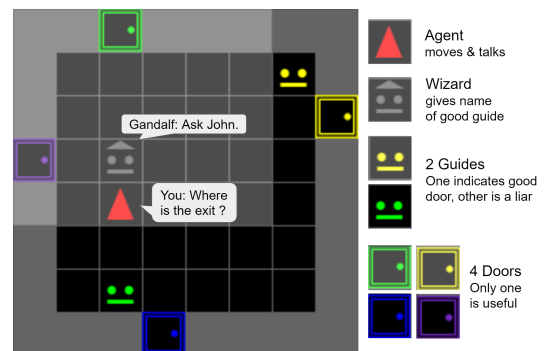 Gandalf: Ask John.
You: Where
is the exit ?
Agent
moves & talks
Wizard
gives name
of good guide
2 Guides
One indicates good
door, other is a liar
4 Doors
Only one
is useful